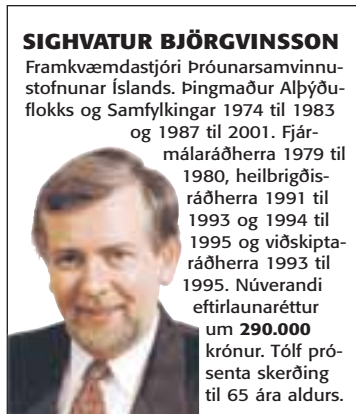 SIGHVATUR BJÖRGVINSSON
Framkvæmdastjóri Þróunarsamvinnu-
stofnunar Íslands. Þingmaður Alþýðu-
flokks og Samfylkingar 1974 til 1983
og 1987 til 2001. Fjár-
málaráðherra 1979 til
1980, heilbrigðis-
ráðherra 1991 til
1993 og 1994 til
1995 og viðskipta-
ráðherra 1993 til
1995. Núverandi
eftirlaunaréttur
um 290.000
krónur. Tólf pró-
senta skerðing
til 65 ára aldurs.